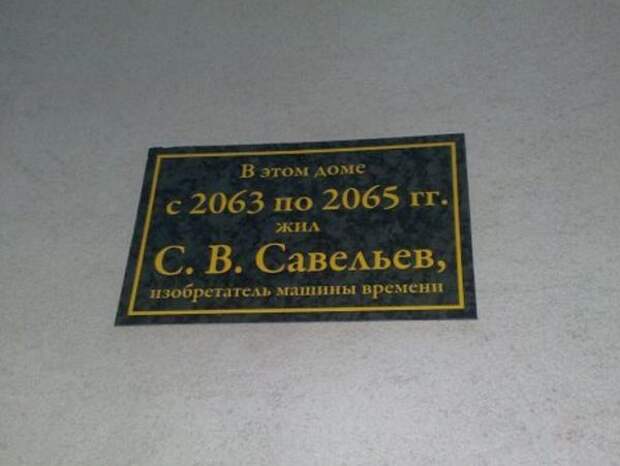 В этом доме
с 2063 по 2065 гг.
жил
С. В. Савельев,
изобретатель машины времени